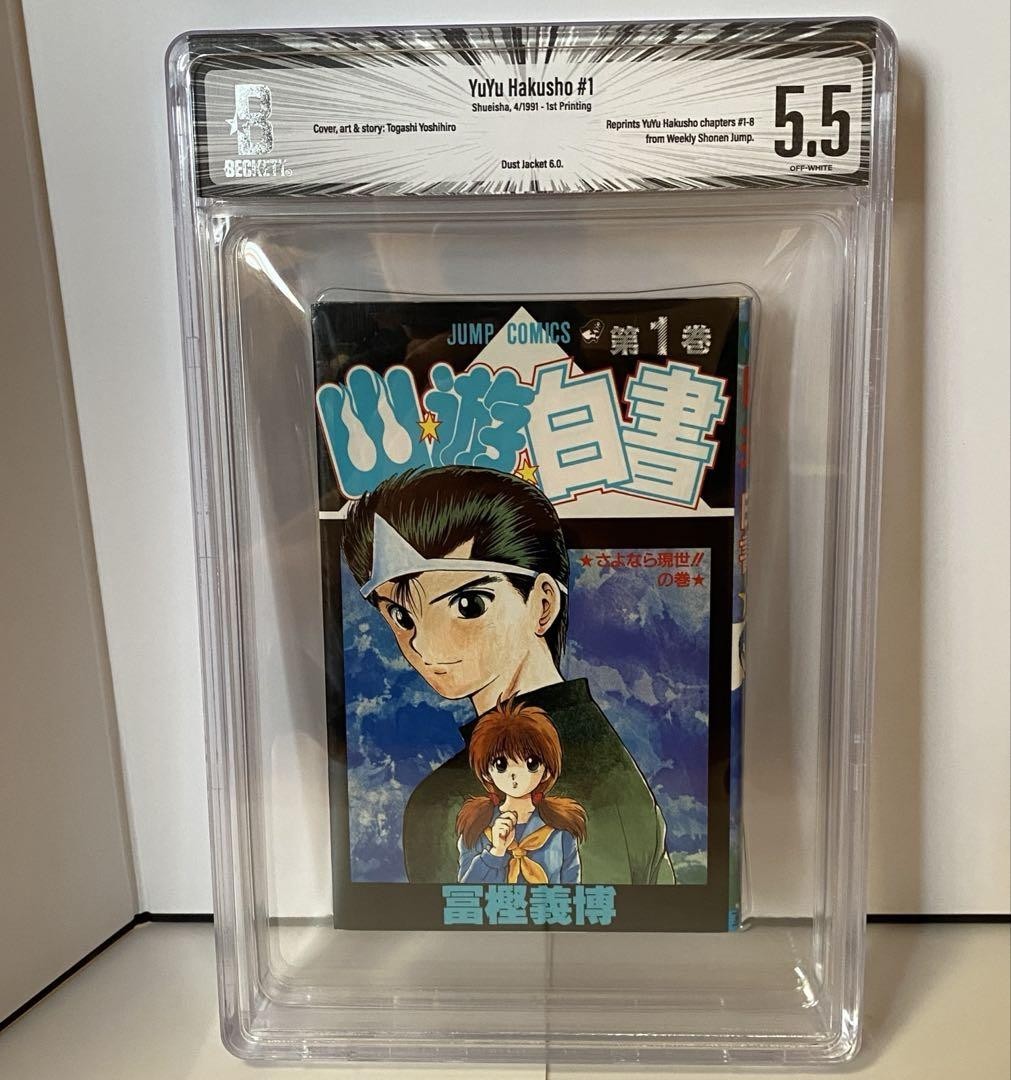 YuYu Hakusho #1
Shueisha, 4/1991 - 1st Printing
Cover, art & story: Togashi Yoshihiro
Reprints YuYu Hakusho chapters #1-8
from Weekly Shonen Jump.
Dust Jacket 6.0.
B
BECKETT
5.5
OFF-WHITE
JUMP COMICS
第1巻
幽★遊★白書
★さよなら現世!!
の巻★
冨樫義博